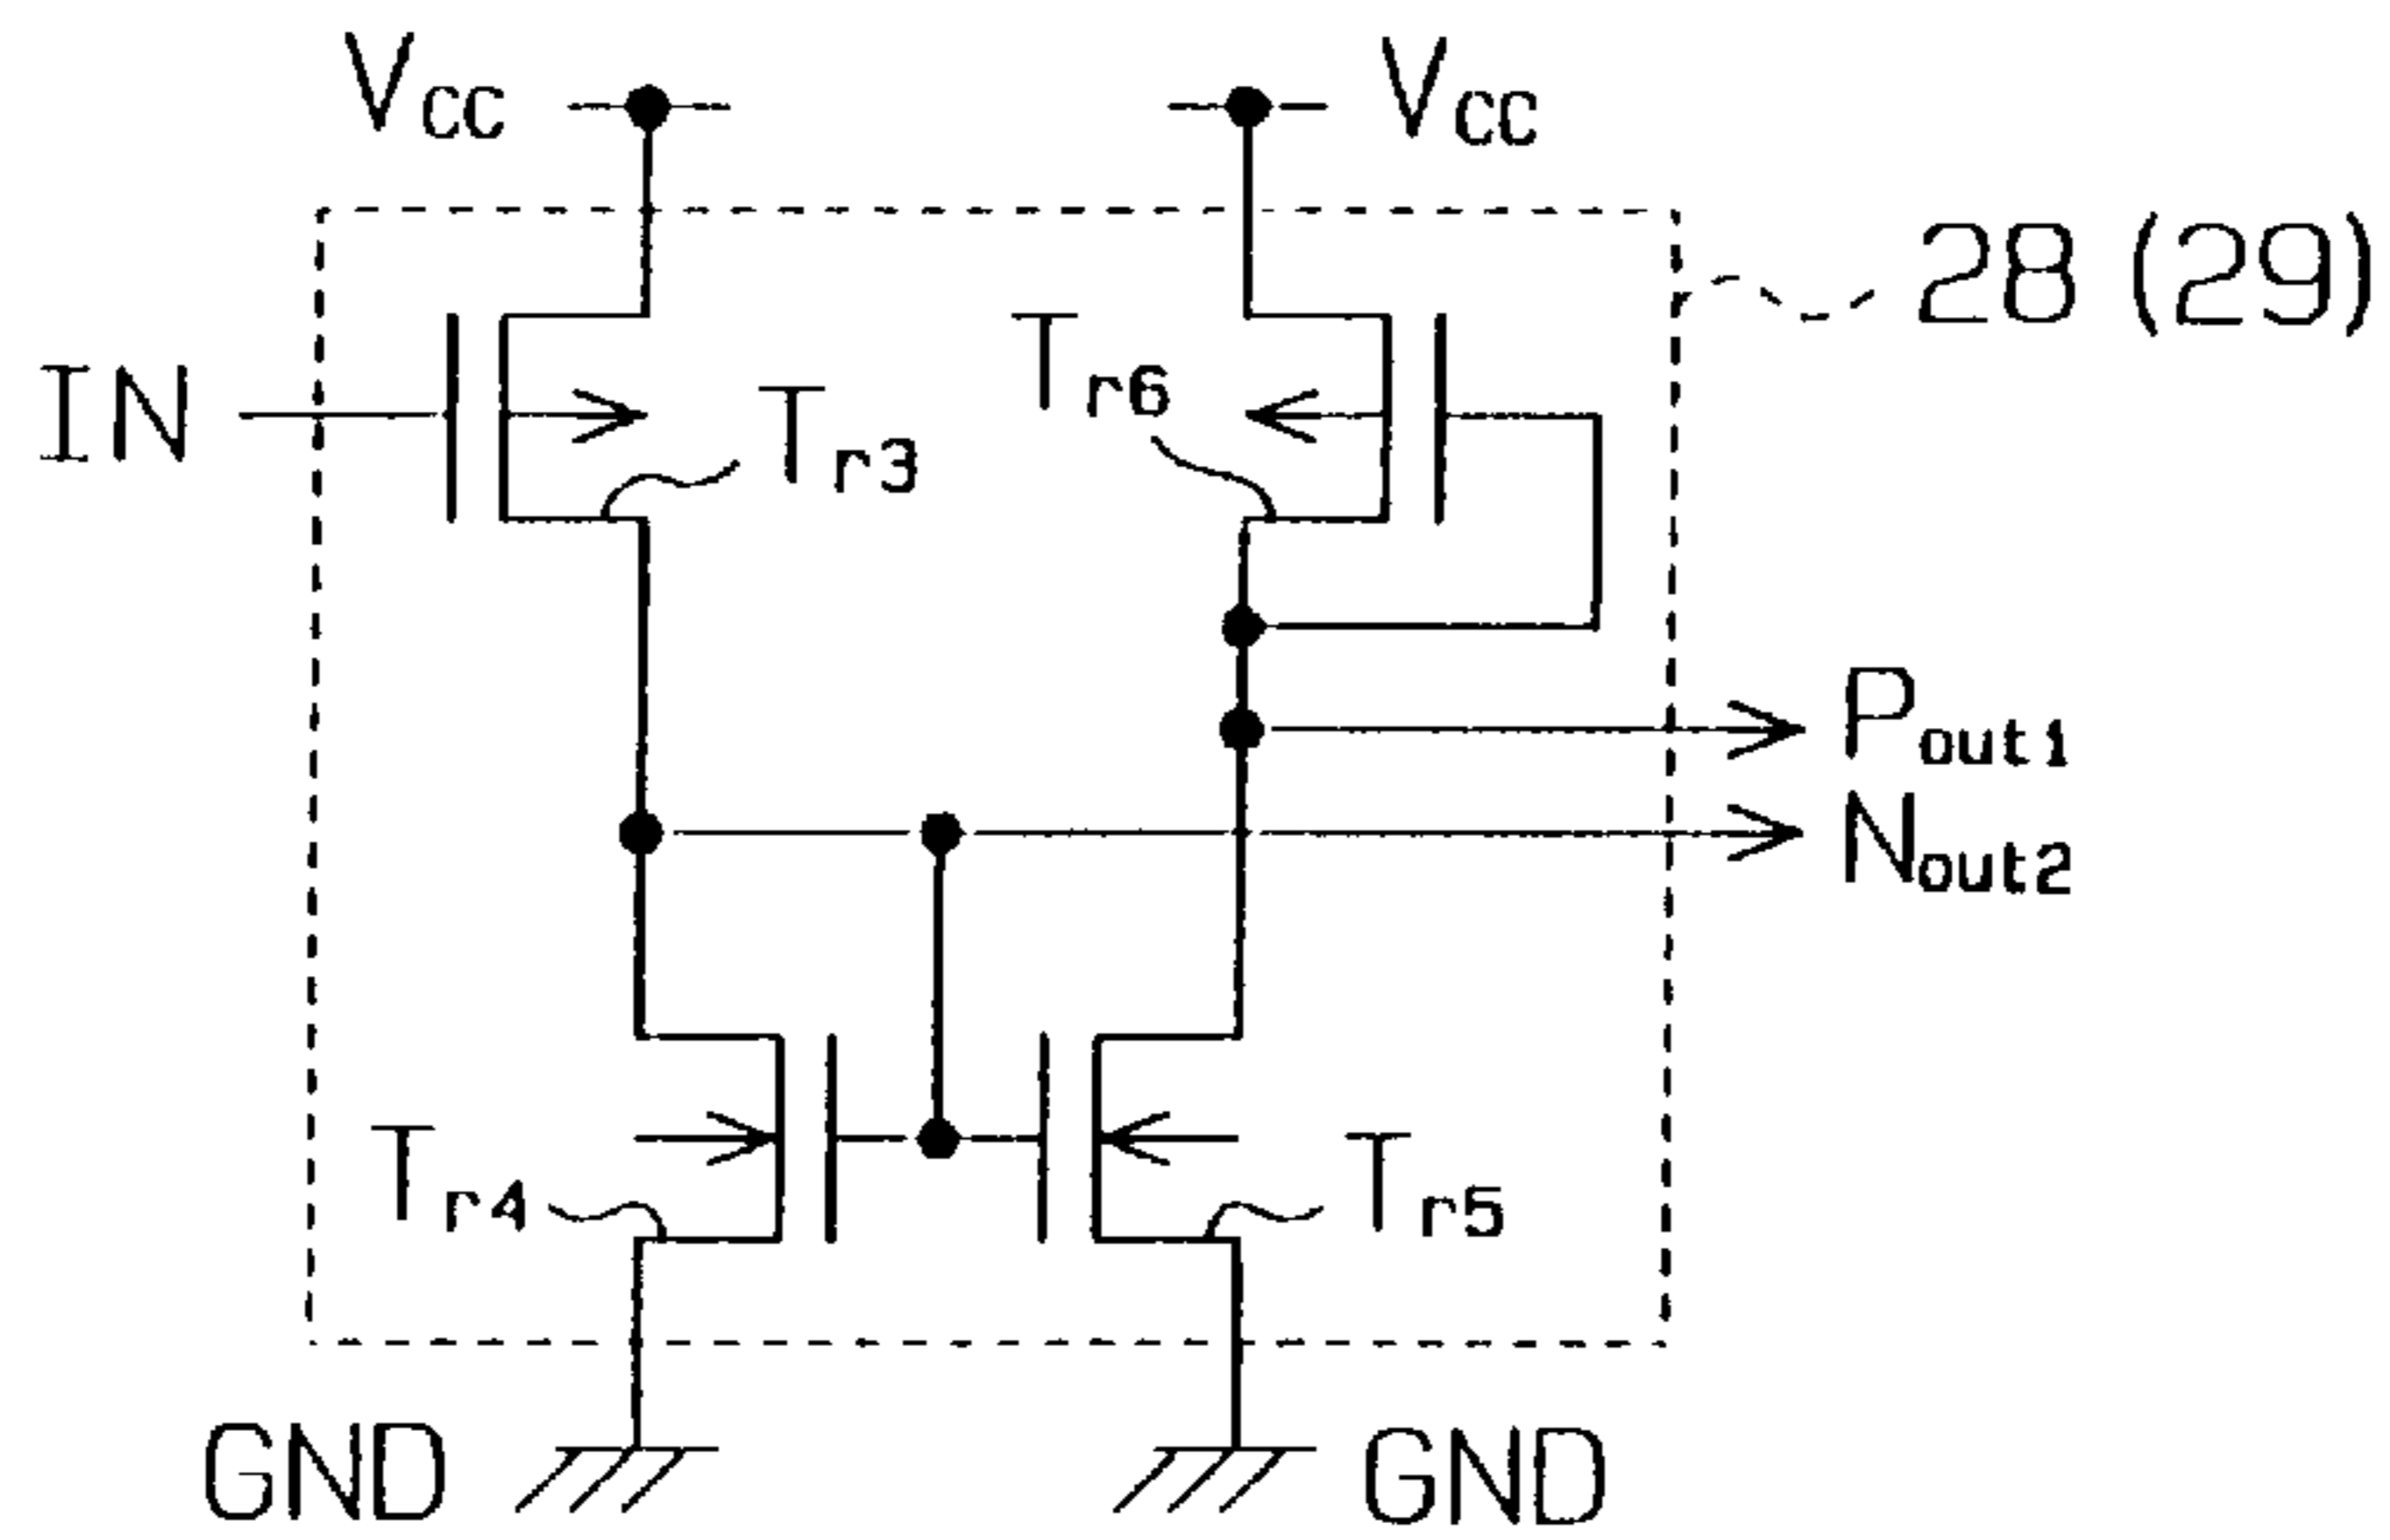 Vcc Vcc
28 (29)
IN Tr3 Tr6
Pout1
Nout2
Tr4 Tr5
GND GND